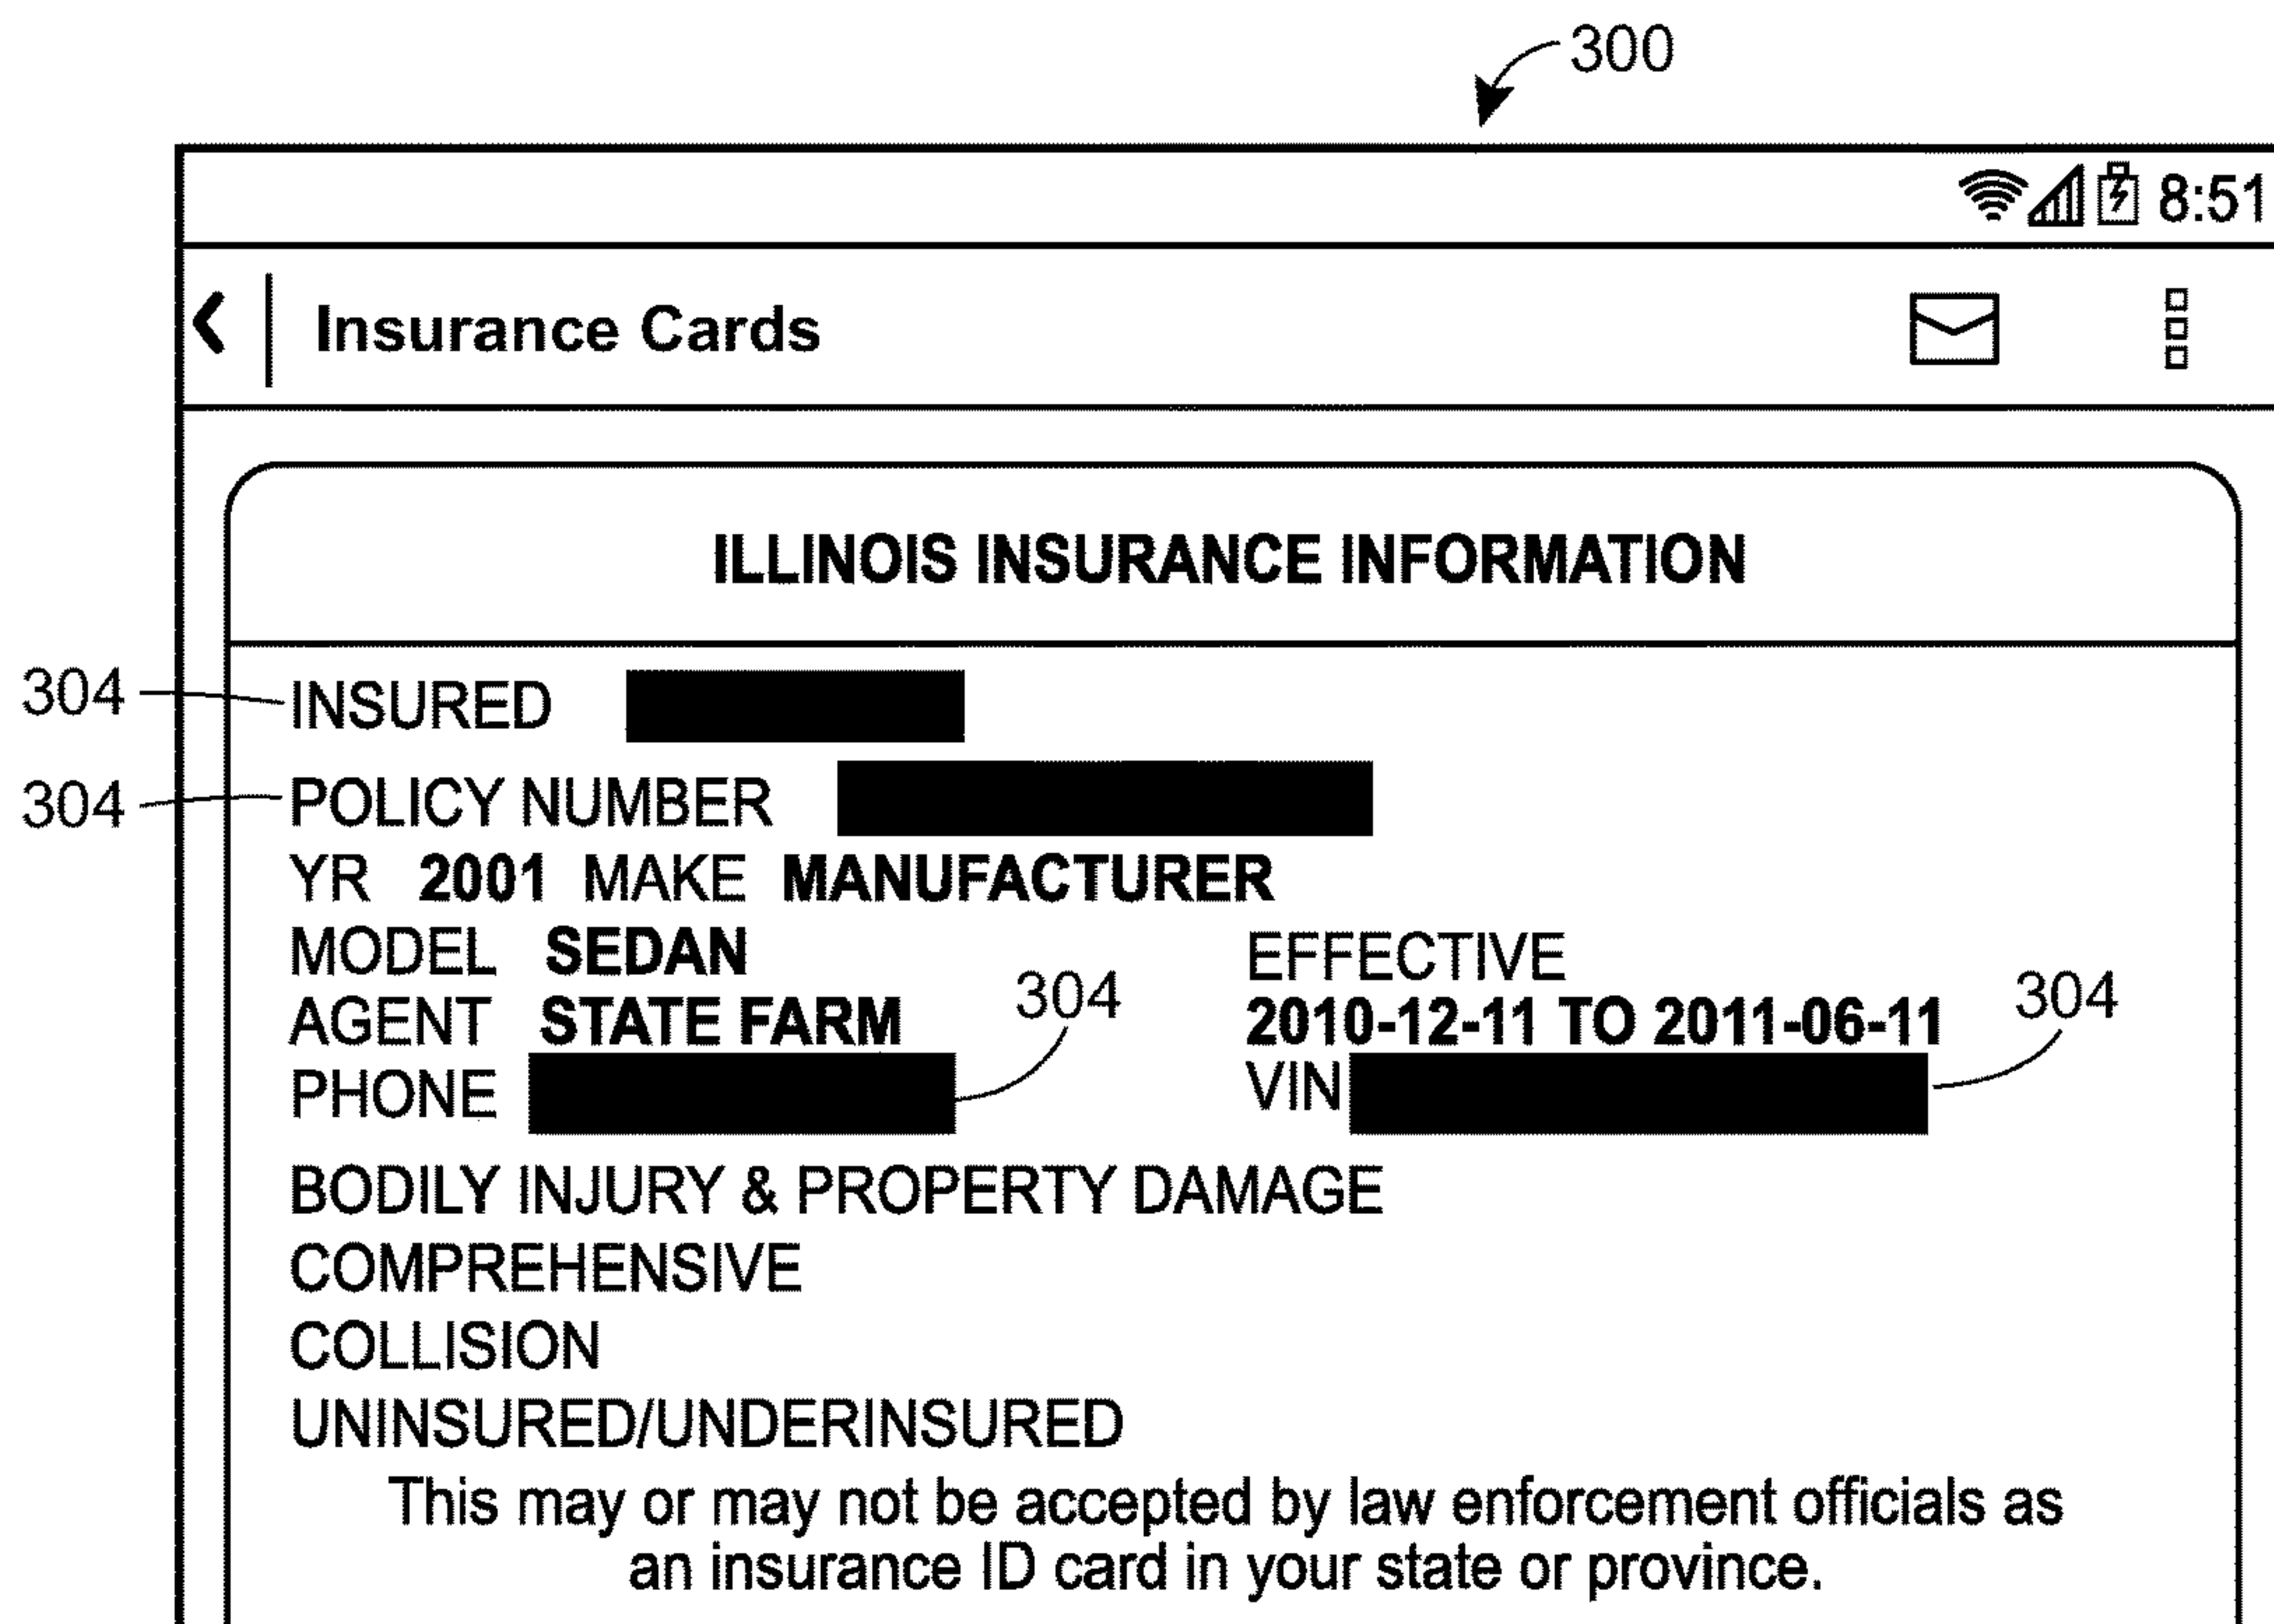 300
8:51
Insurance Cards
ILLINOIS INSURANCE INFORMATION
304 INSURED
304 POLICY NUMBER
YR 2001 MAKE MANUFACTURER
MODEL SEDAN
AGENT STATE FARM 304
PHONE
EFFECTIVE
2010-12-11 TO 2011-06-11 304
VIN
BODILY INJURY & PROPERTY DAMAGE
COMPREHENSIVE
COLLISION
UNINSURED/UNDERINSURED
This may or may not be accepted by law enforcement officials as
an insurance ID card in your state or province.